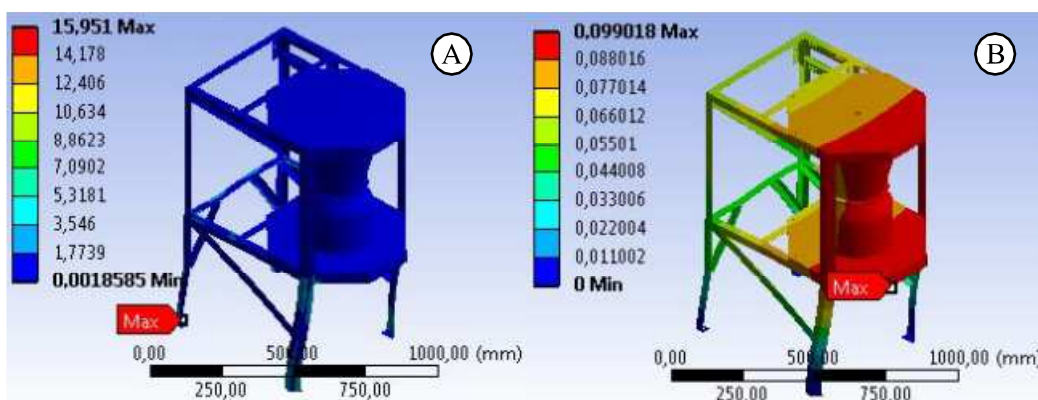 15,951 Max
14,178
12,406
10,634
8,8623
7,0902
5,3181
3,546
1,7739
0,0018585 Min
A
Max
0,00
500,00
1000,00 (mm)
250,00
750,00
0,099018 Max
0,088016
0,077014
0,066012
0,05501
0,044008
0,033006
0,022004
0,011002
0 Min
B
Max
0,00
500,00
1000,00 (mm)
250,00
750,00